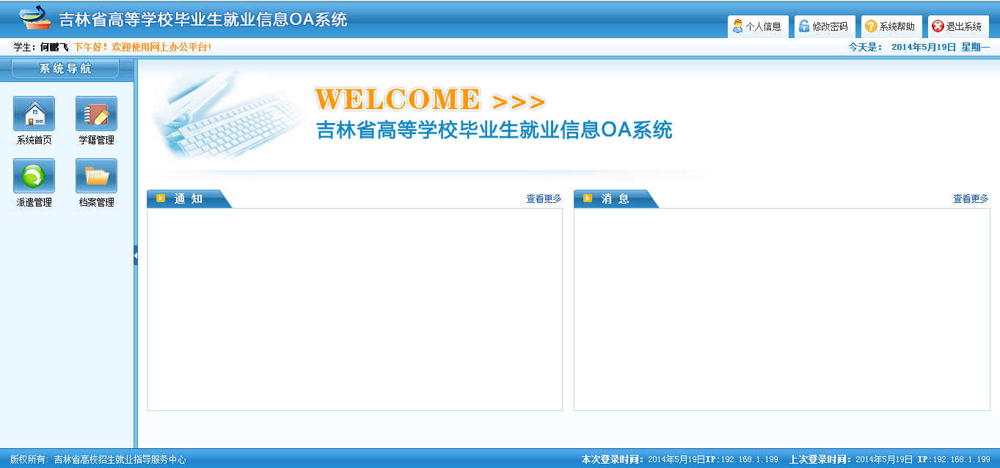 吉林省高等学校毕业生就业信息OA系统
个人信息 修改密码 系统帮助 退出系统
学生：何鹏飞 下午好！欢迎使用网上办公平台！ 今天是： 2014年5月19日 星期一
系统导航
系统首页 学籍管理
派遣管理 档案管理
WELCOME >>>
吉林省高等学校毕业生就业信息OA系统
通 知 查看更多
消 息 查看更多
版权所有：吉林省高校招生就业指导服务中心 本次登录时间：2014年5月19日IP:192.168.1.199 上次登录时间：2014年5月19日 IP:192.168.1.199